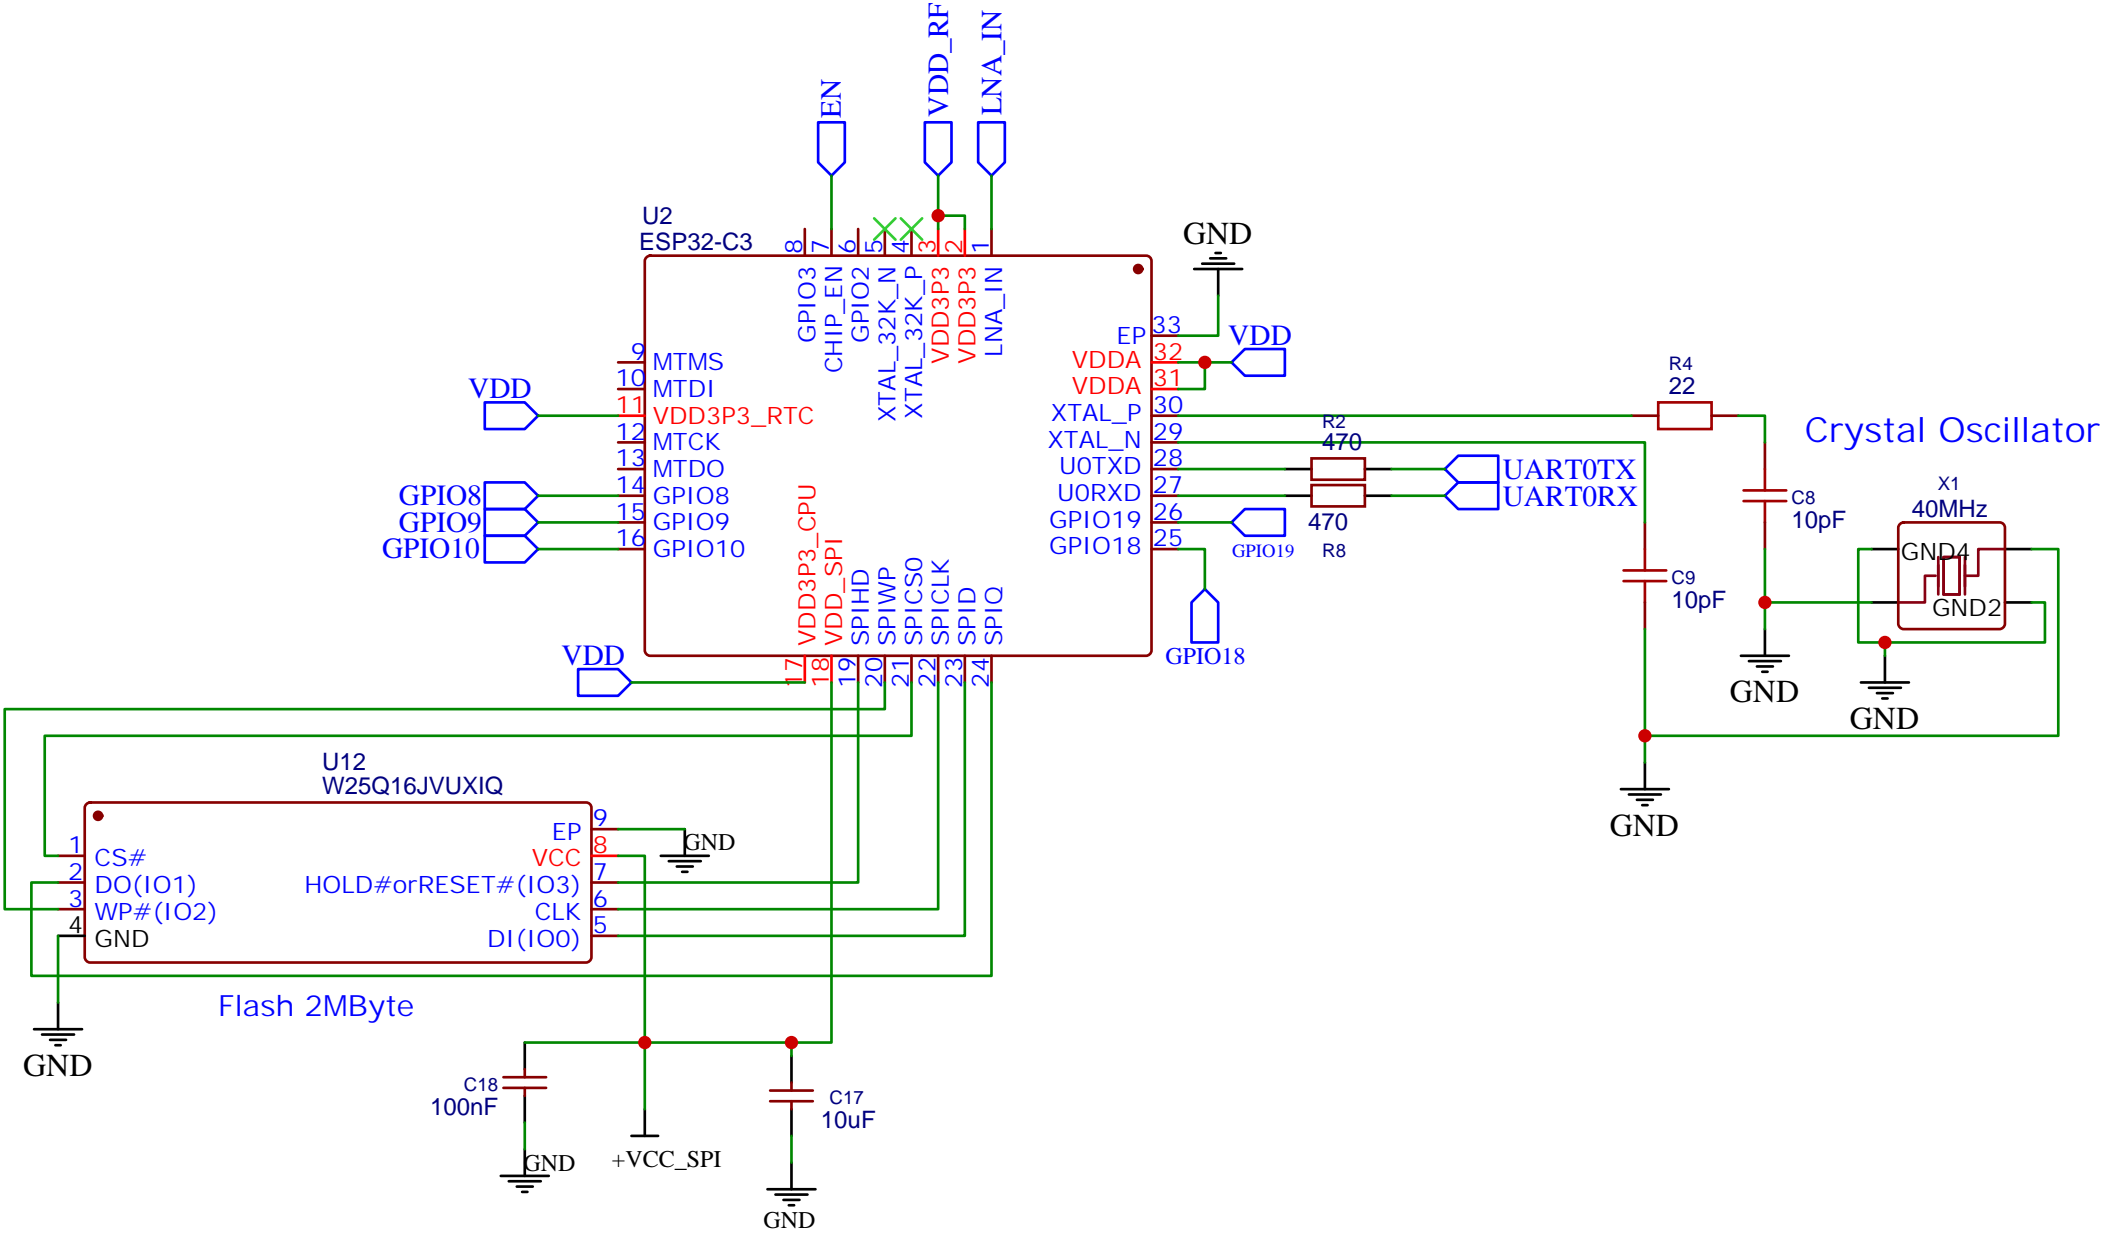 EN
VDD_RF
LNA_IN
U2
ESP32-C3
8
7
6
5
4
3
2
1
GPIO3
CHIP_EN
GPIO2
XTAL_32K_N
XTAL_32K_P
VDD3P3
VDD3P3
LNA_IN
GND
EP 33
VDDA 32
VDD
VDDA 31
XTAL_P 30
XTAL_N 29
U0TXD 28
U0RXD 27
GPIO19 26
GPIO18 25
9 MTMS
10 MTDI
VDD
11 VDD3P3_RTC
12 MTCK
13 MTDO
GPIO8
14 GPIO8
GPIO9
15 GPIO9
GPIO10
16 GPIO10
R2
470
UART0TX
UART0RX
470
R8
GPIO19
GPIO18
R4
22
Crystal Oscillator
C8
10pF
C9
10pF
X1
40MHz
GND4
GND2
GND
GND
GND
VDD3P3_CPU
VDD_SPI
SPIHD
SPIWP
SPICS0
SPICLK
SPID
SPIQ
VDD
17
18
19
20
21
22
23
24
U12
W25Q16JVUXIQ
1 CS#
2 DO(IO1)
3 WP#(IO2)
4 GND
EP 9
VCC 8
HOLD#orRESET#(IO3) 7
CLK 6
DI(IO0) 5
GND
Flash 2MByte
GND
C18
100nF
GND
+VCC_SPI
C17
10uF
GND